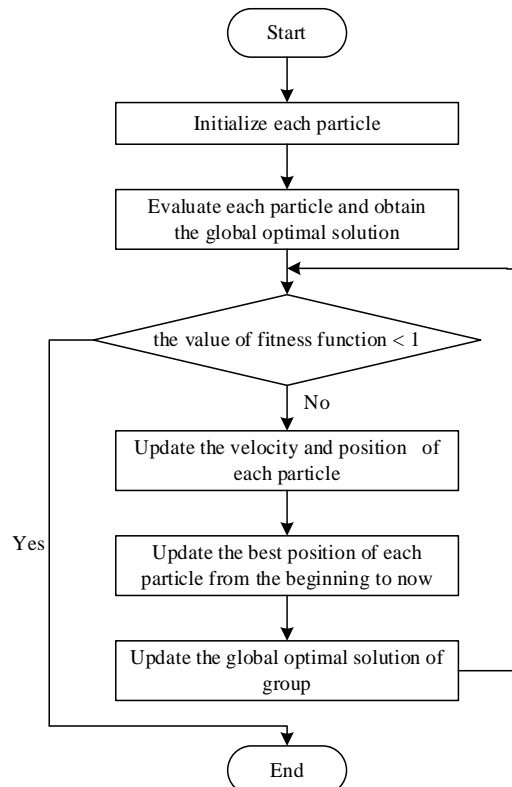 Start
Initialize each particle
Evaluate each particle and obtain
the global optimal solution
the value of fitness function < 1
No
Update the velocity and position of
each particle
Yes
Update the best position of each
particle from the beginning to now
Update the global optimal solution of
group
End